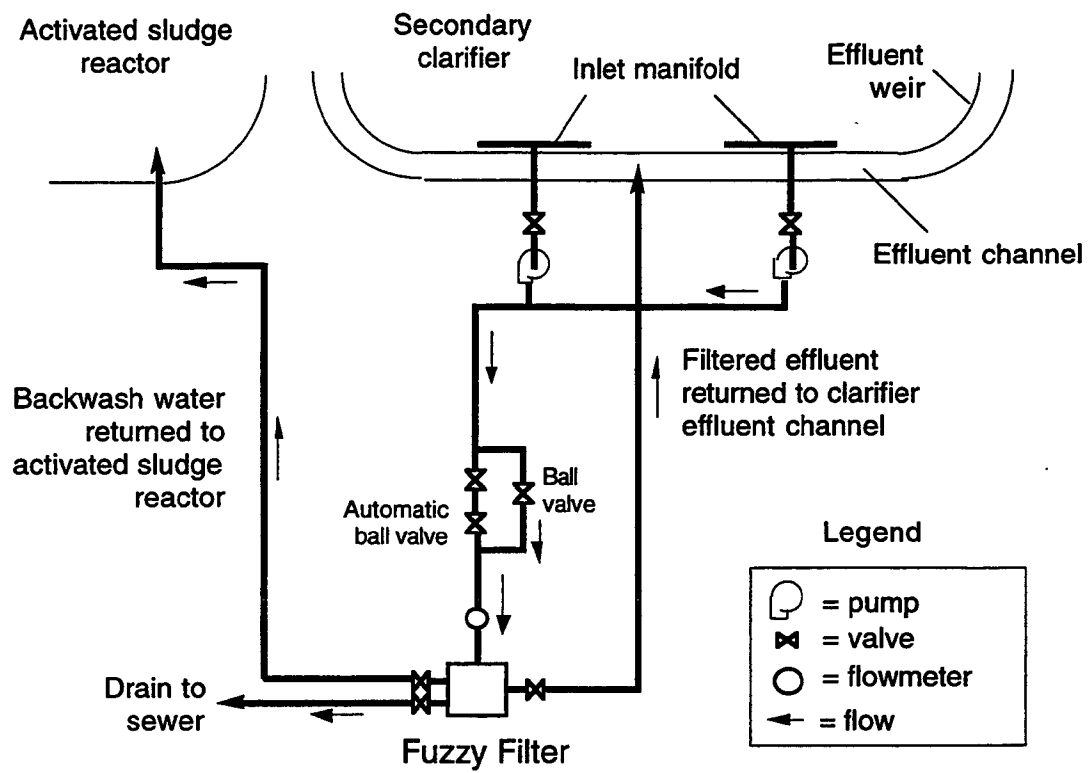 Activated sludge
reactor
Secondary
clarifier
Inlet manifold
Effluent
weir
Effluent channel
Filtered effluent
returned to clarifier
effluent channel
Backwash water
returned to
activated sludge
reactor
Automatic
ball valve
Ball
valve
Legend
= pump
= valve
= flowmeter
= flow
Drain to
sewer
Fuzzy Filter